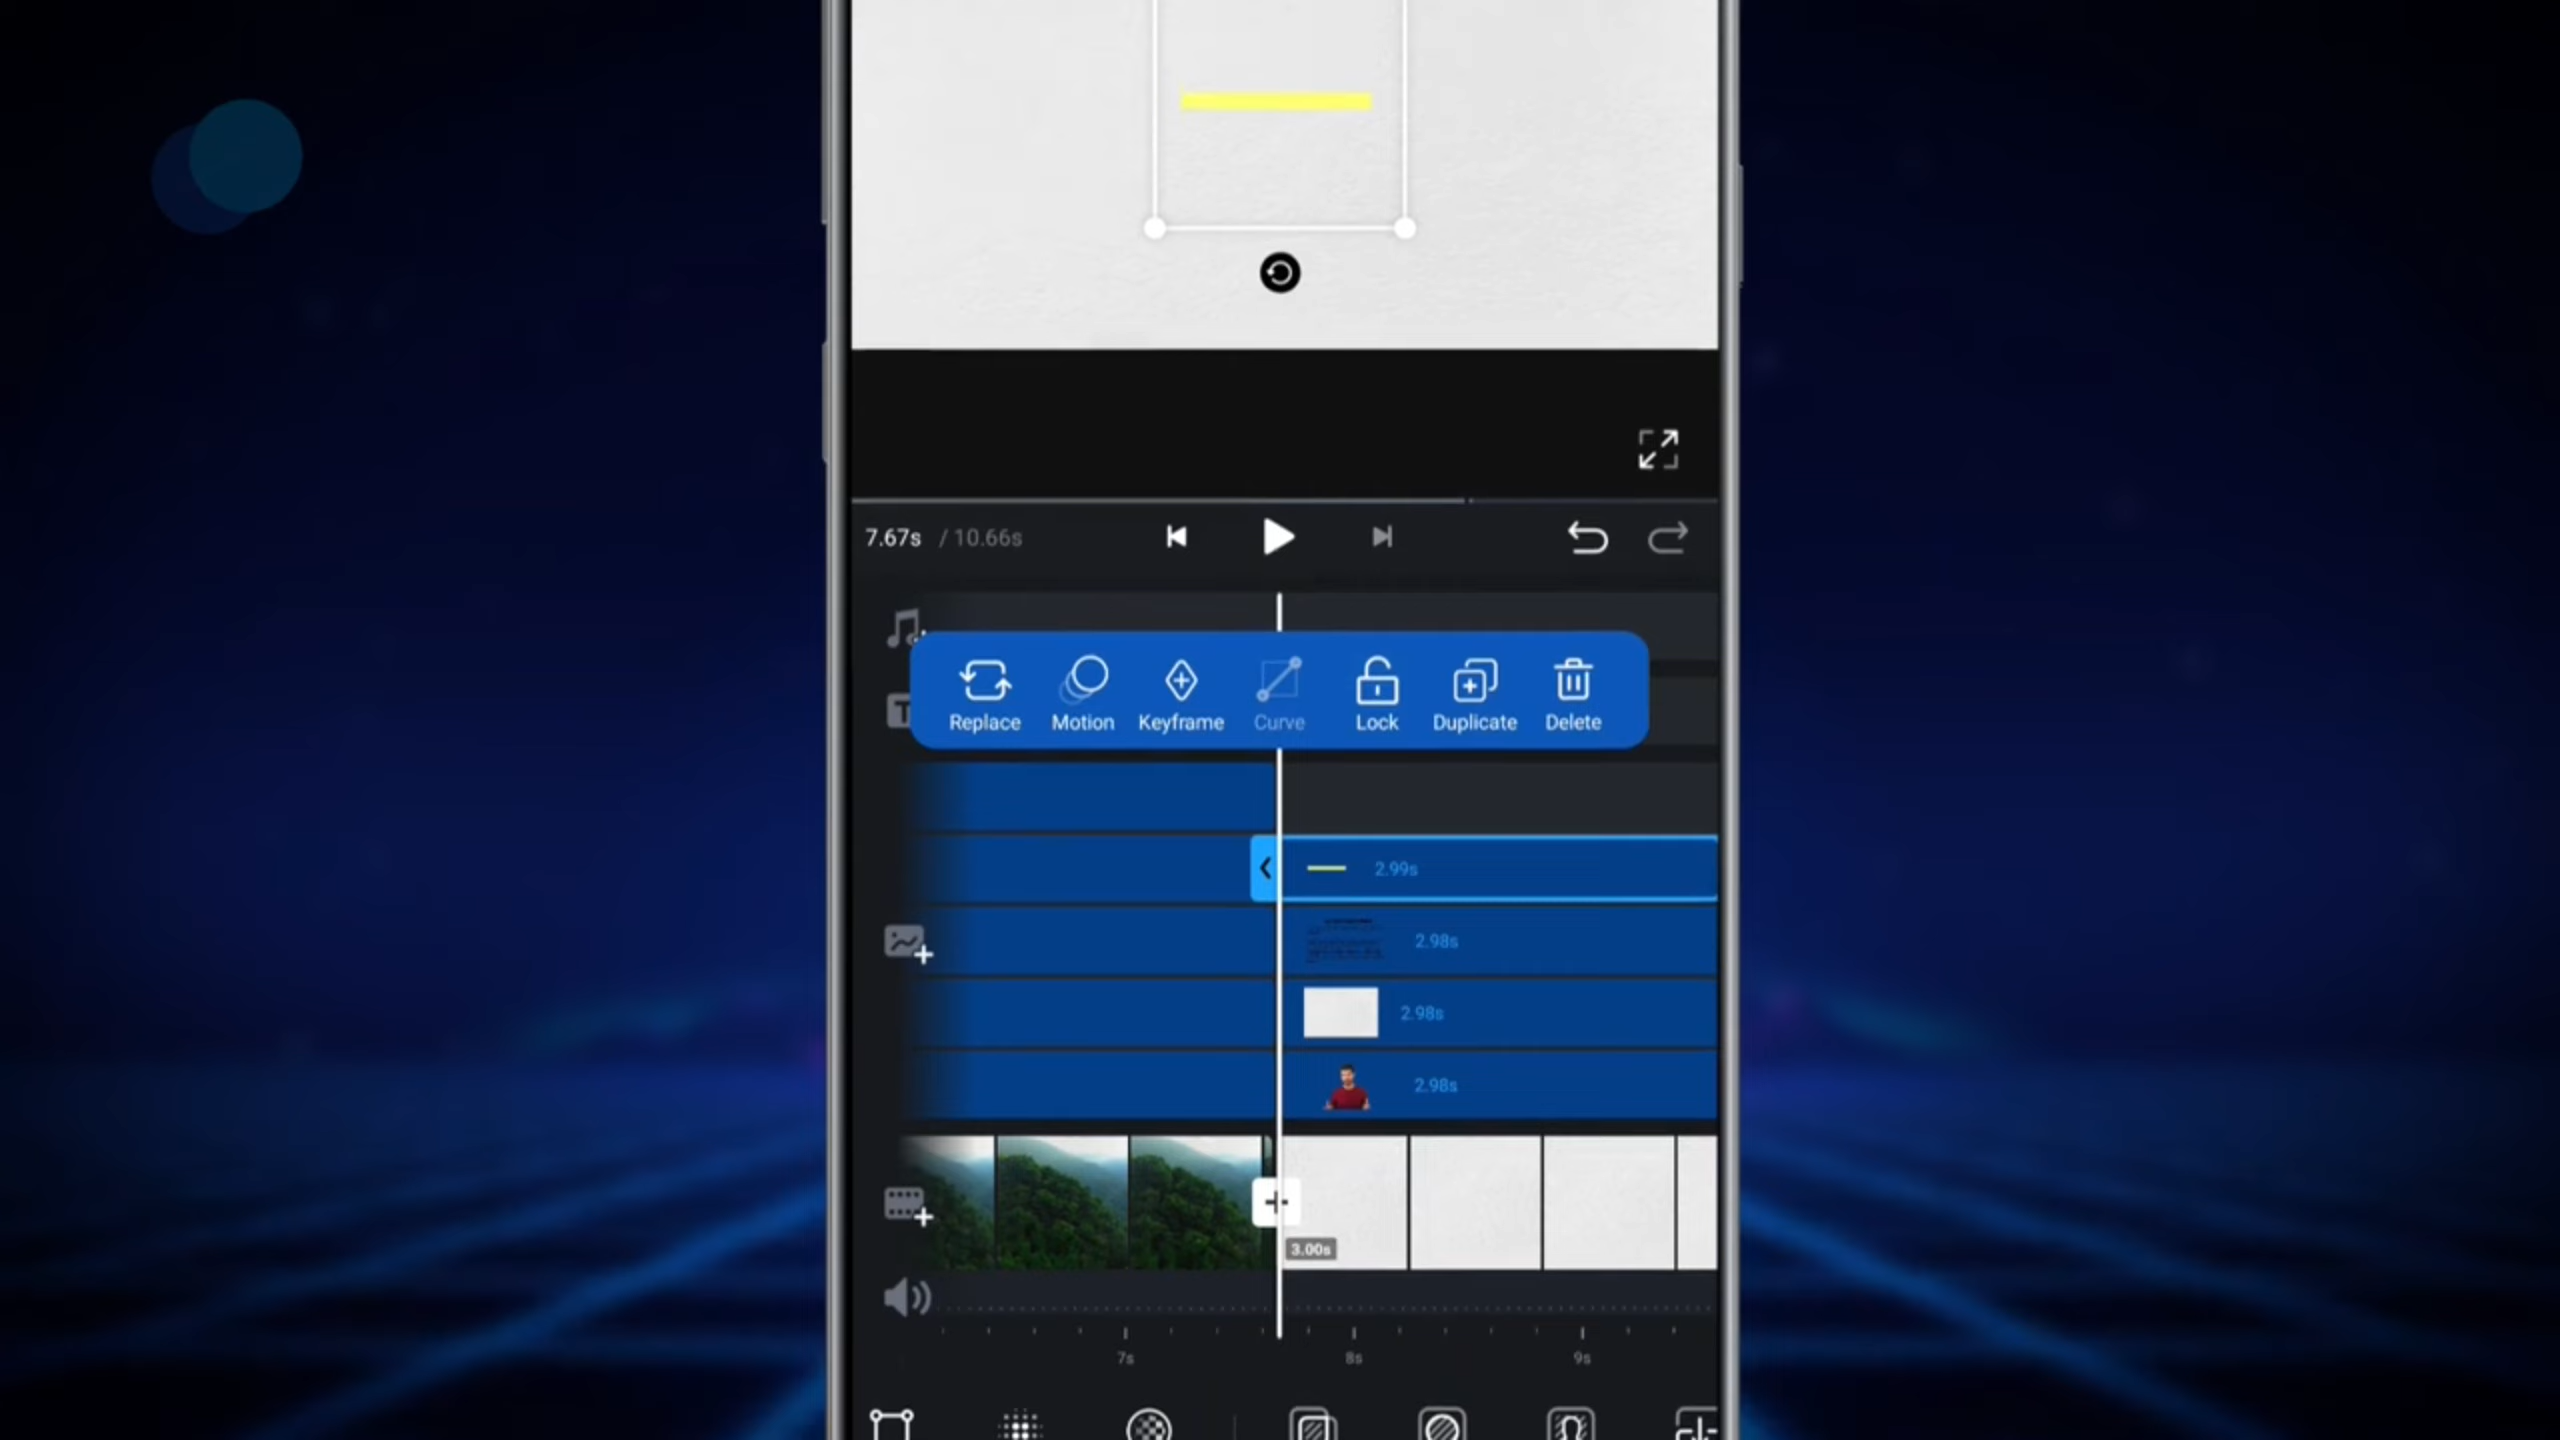 7.67s / 10.66s
Replace Motion Keyframe Curve Lock Duplicate Delete
2.99s
2.98s
2.98s
2.98s
3.00s
7s 8s 9s